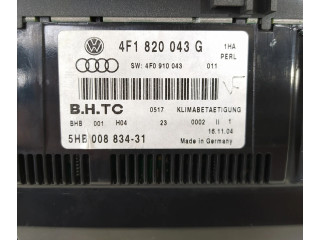 4F1 820 043 G 1HA
SW: 4F0 910 043 011 PERL
VF
B.H.TC 0517 KLIMABETAETIGUNG
BHB 001 H04 23 0002 II 1
16.11.04
5HB 008 834-31 Made in Germany